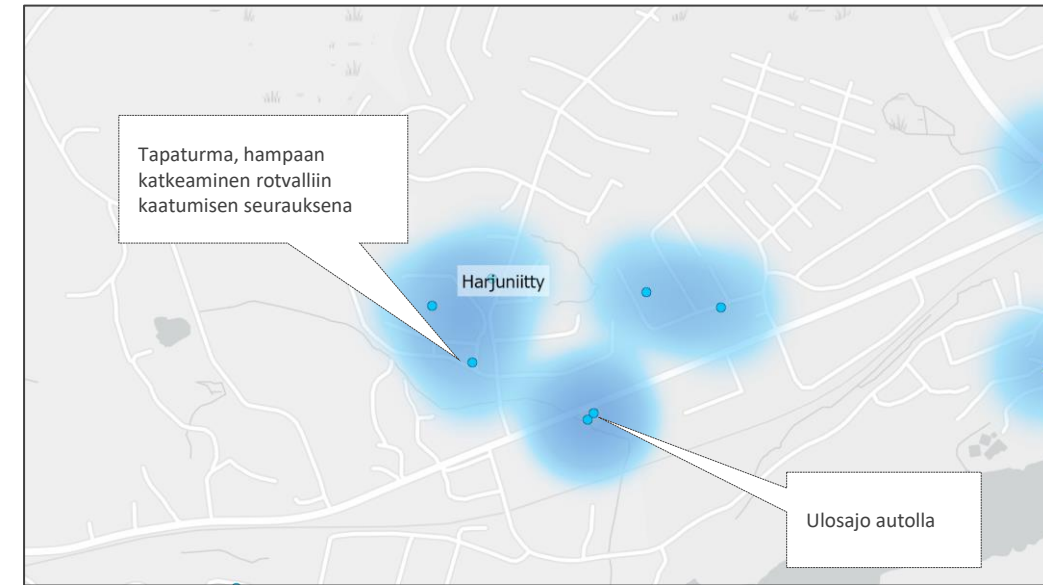 Tapaturma, hampaan
katkeaminen rotvalliin
kaatumisen seurauksena
Harjuniitty
Ulosajo autolla